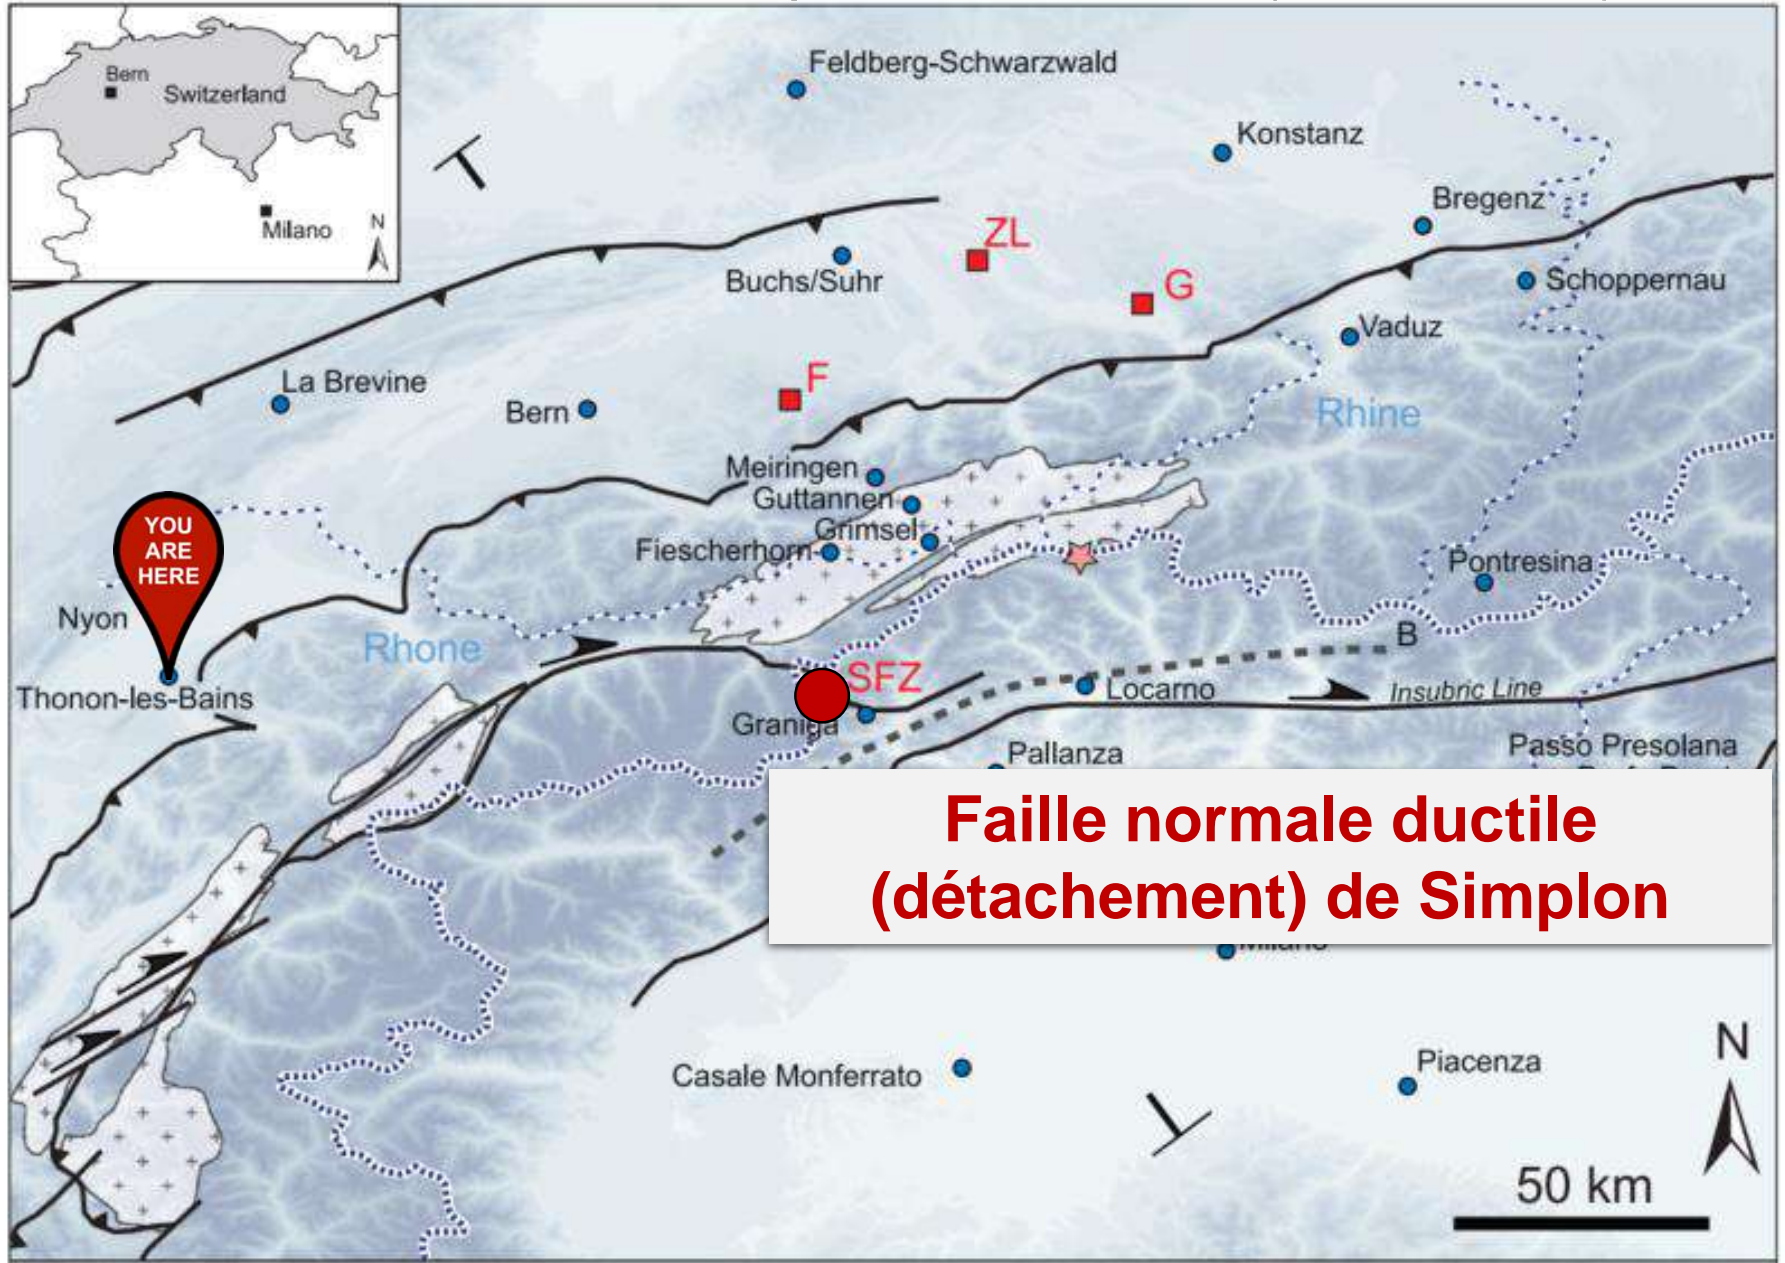 Bern
Switzerland
Milano
N
Feldberg-Schwarzwald
Konstanz
Bregenz
ZL
Buchs/Suhr
G
Schoppernau
Vaduz
La Brevine
F
Bern
Rhine
Meiringen
Guttannen
Grimsel
Fiescherhorn
YOU
ARE
HERE
Pontresina
Nyon
Rhone
B
SFZ
Thonon-les-Bains
Locarno
Insubric Line
Graniga
Pallanza
Passo Presolana
Faille normale ductile
(détachement) de Simplon
Casale Monferrato
Piacenza
N
50 km